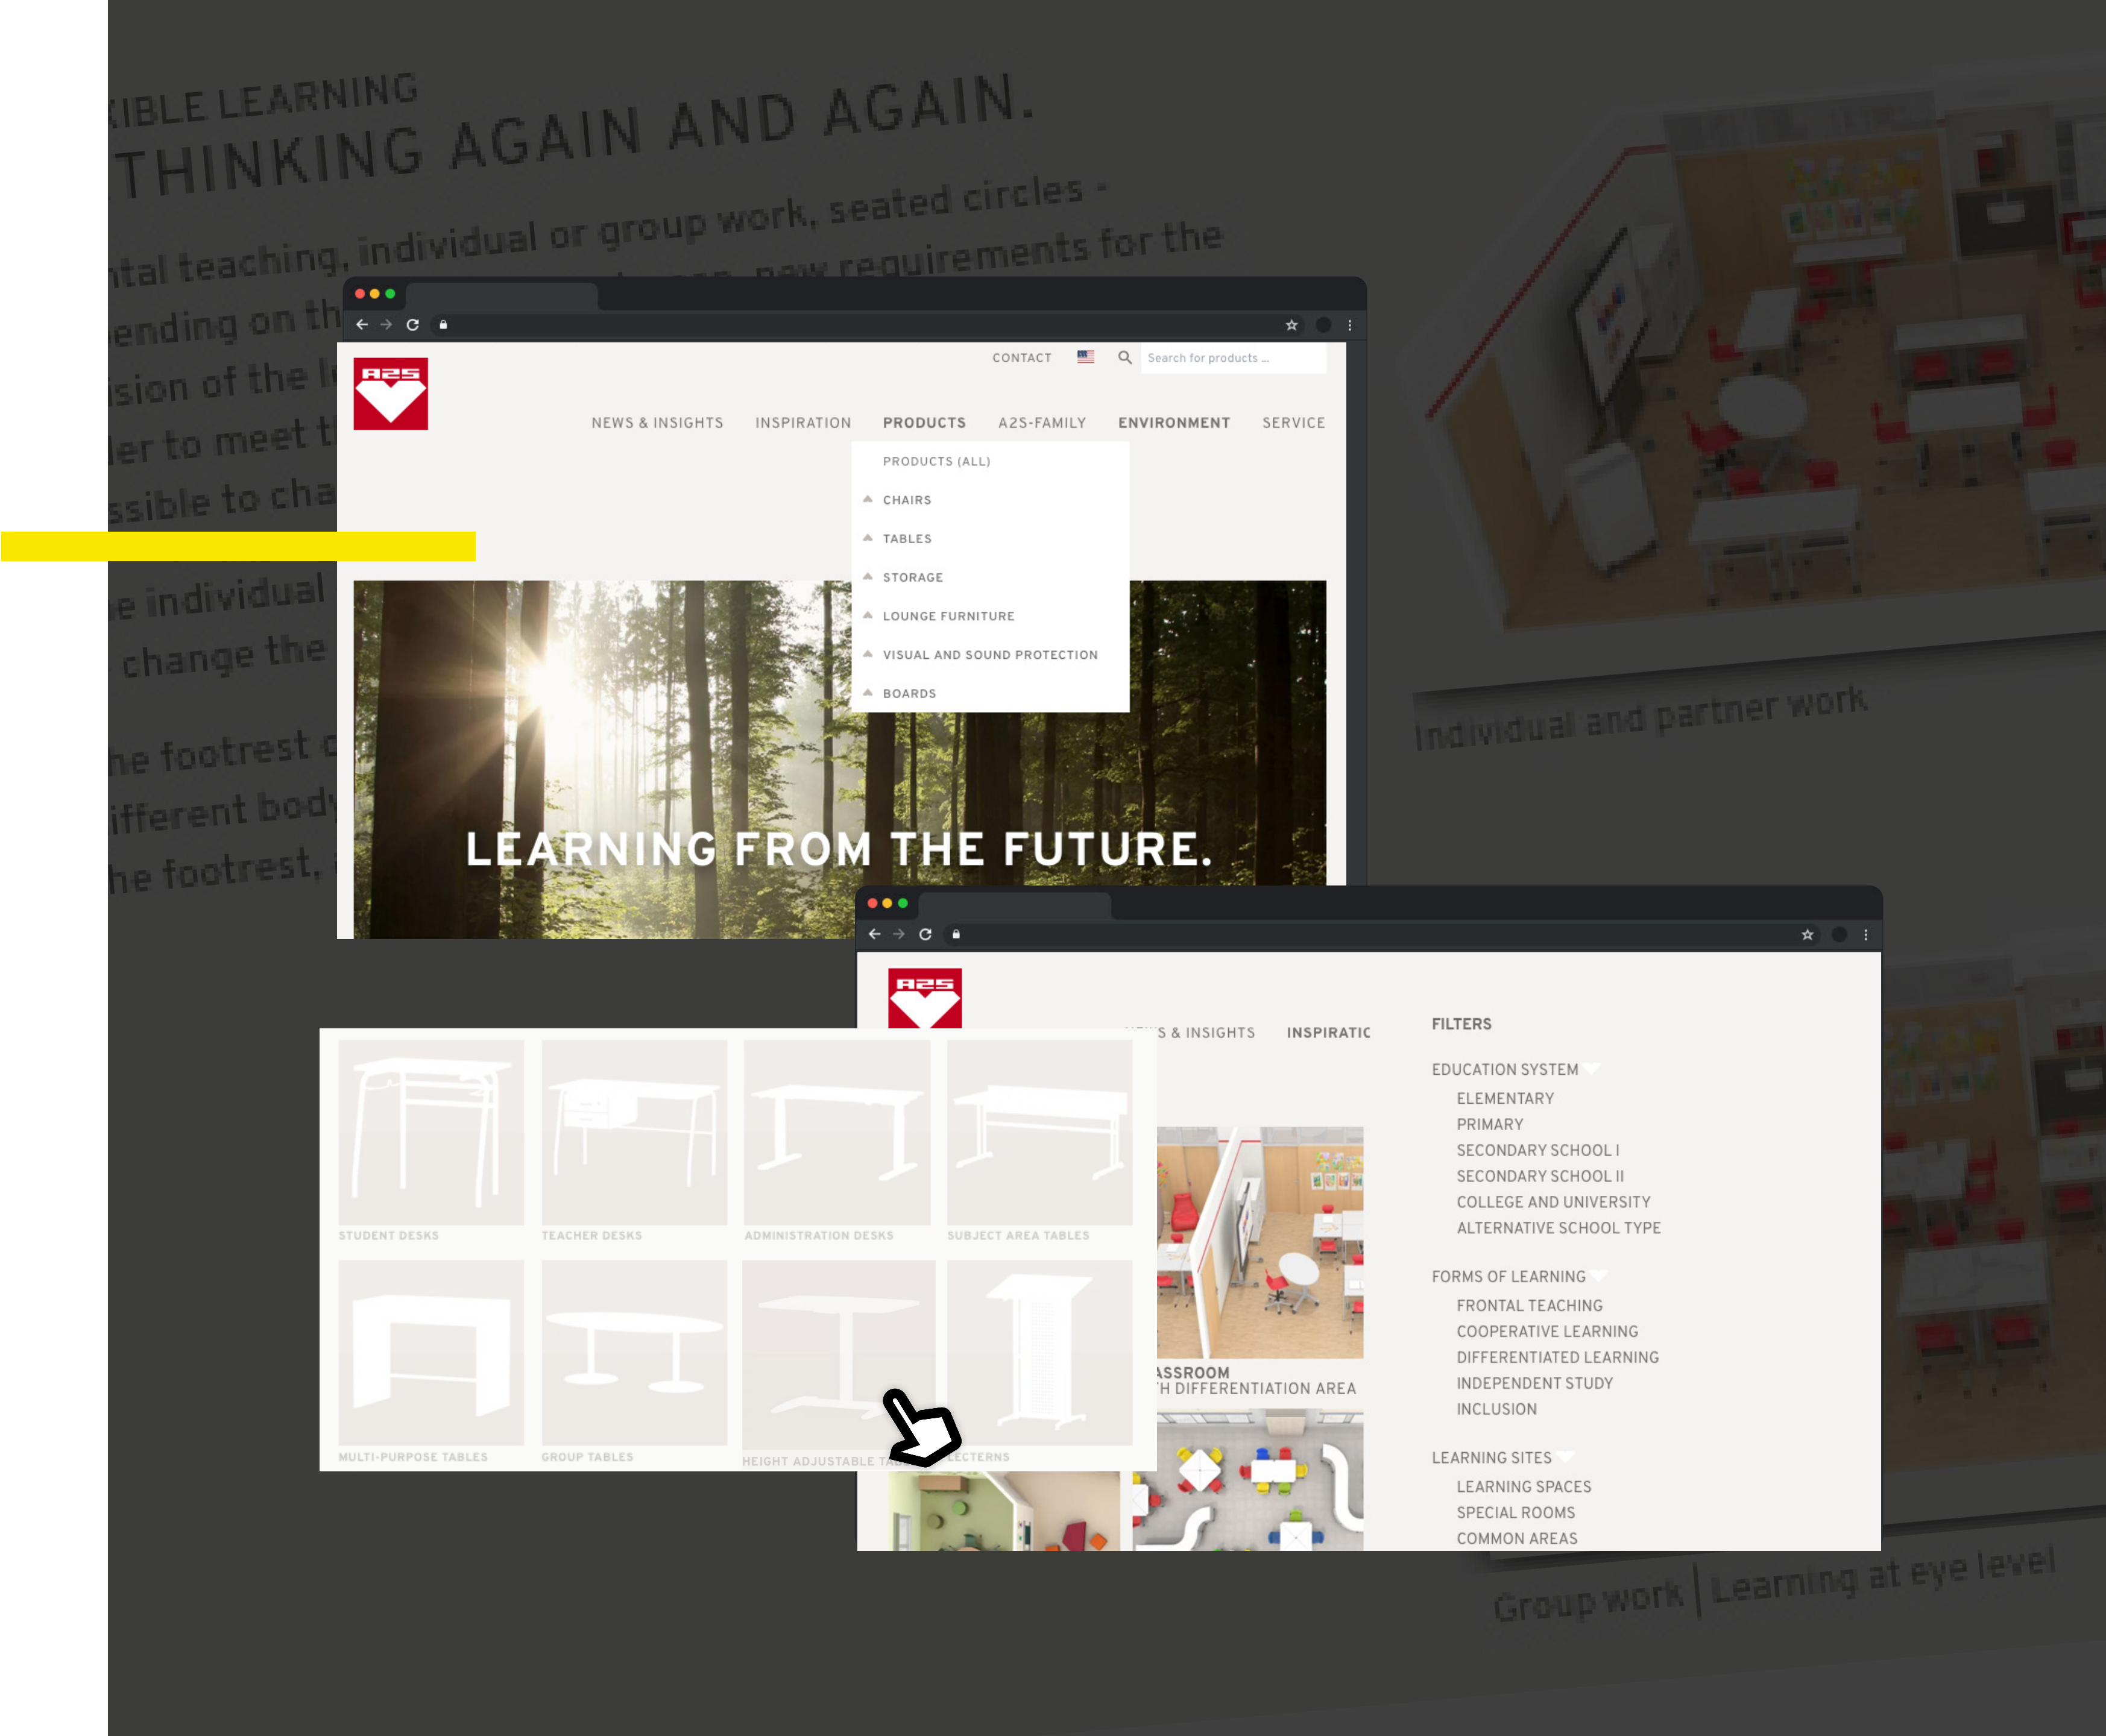 IBLE LEARNING
THINKING AGAIN AND AGAIN.
tal teaching, individual or group work, seated circles -
new requirements for the
ending on th
sion of the
er to meet t
ssible to cha
e individual
change the
he footrest
ifferent body
he footrest,
A2S
CONTACT
Search for products ...
NEWS & INSIGHTS INSPIRATION PRODUCTS A2S-FAMILY ENVIRONMENT SERVICE
PRODUCTS (ALL)
CHAIRS
TABLES
STORAGE
LOUNGE FURNITURE
VISUAL AND SOUND PROTECTION
BOARDS
LEARNING FROM THE FUTURE.
Individual and partner work
A2S
S & INSIGHTS INSPIRATIO
FILTERS
EDUCATION SYSTEM
ELEMENTARY
PRIMARY
SECONDARY SCHOOL I
SECONDARY SCHOOL II
COLLEGE AND UNIVERSITY
ALTERNATIVE SCHOOL TYPE
FORMS OF LEARNING
FRONTAL TEACHING
COOPERATIVE LEARNING
DIFFERENTIATED LEARNING
INDEPENDENT STUDY
INCLUSION
LEARNING SITES
LEARNING SPACES
SPECIAL ROOMS
COMMON AREAS
STUDENT DESKS
TEACHER DESKS
ADMINISTRATION DESKS
SUBJECT AREA TABLES
MULTI-PURPOSE TABLES
GROUP TABLES
HEIGHT ADJUSTABLE TAB
ECTERNS
ASSROOM
TH DIFFERENTIATION AREA
Group work | Learning at eye level